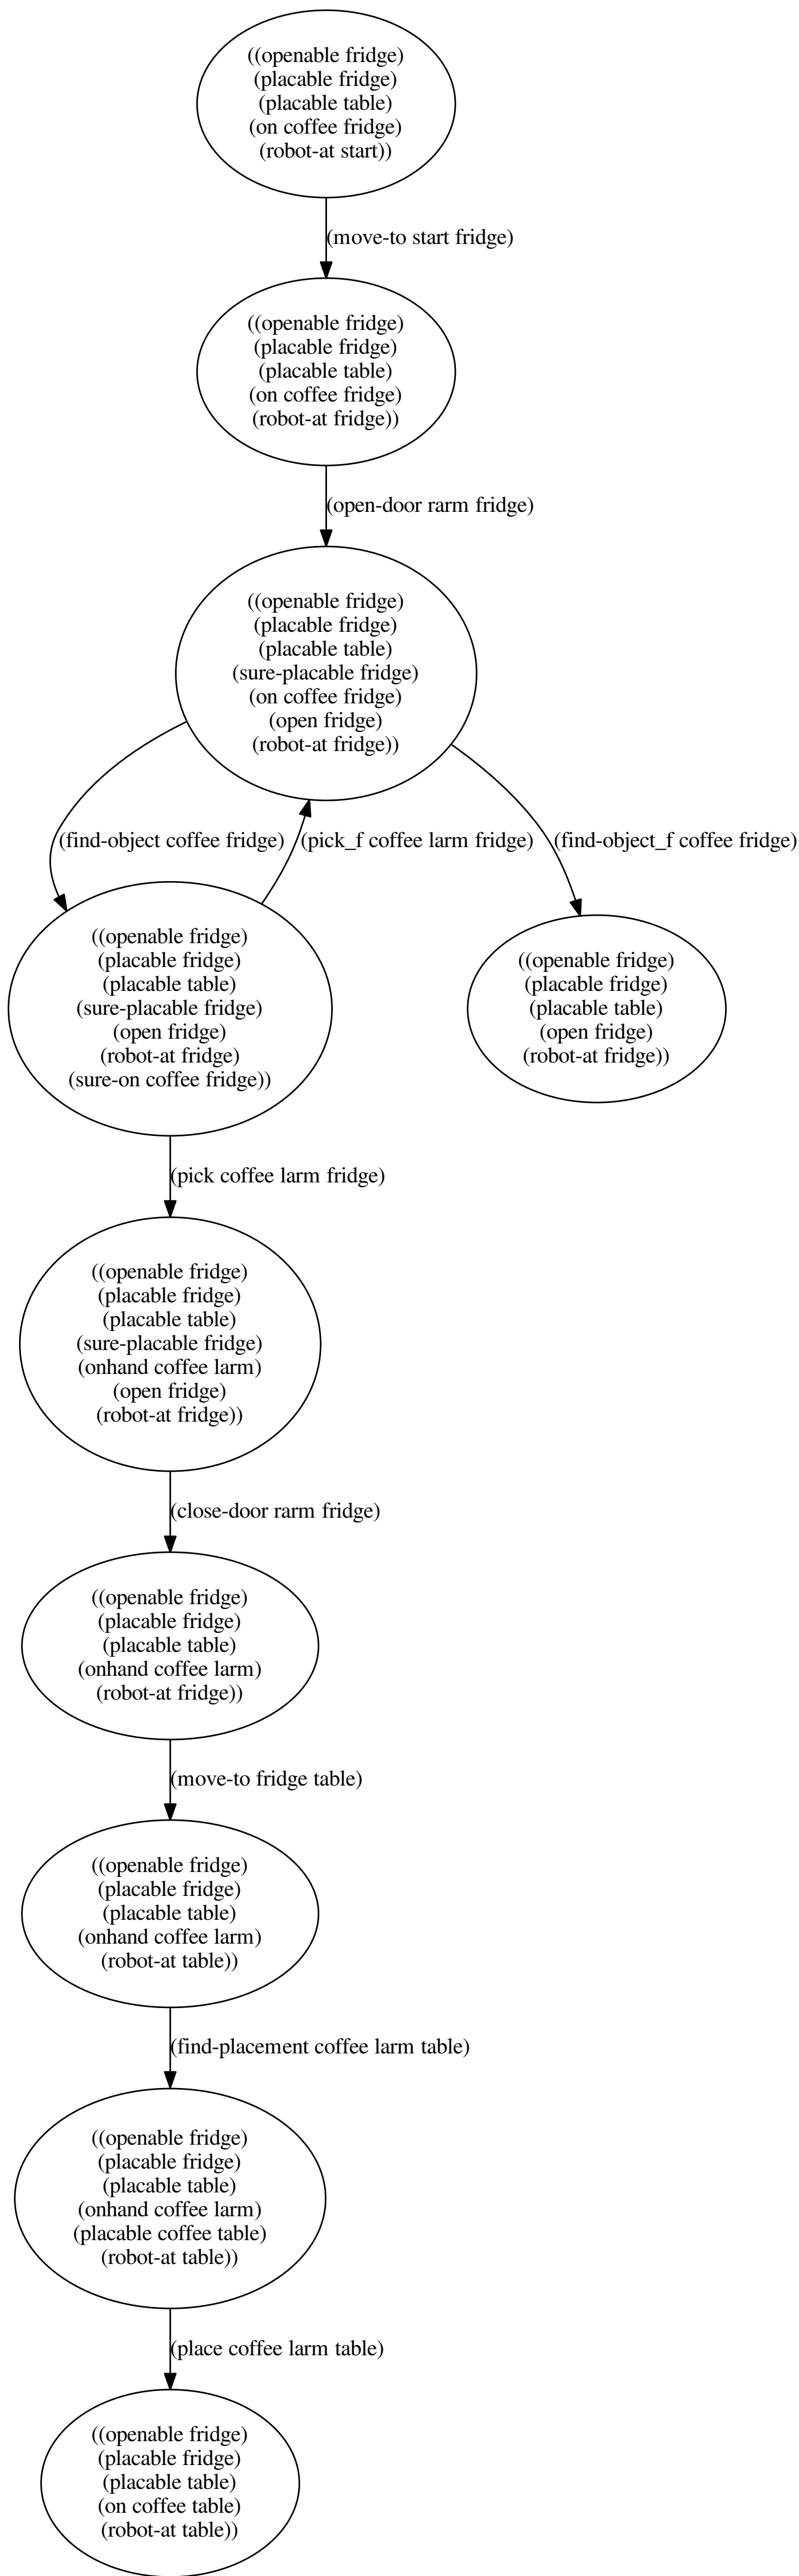 ((openable fridge)
(placable fridge)
(placable table)
(on coffee fridge)
(robot-at start))
(move-to start fridge)
((openable fridge)
(placable fridge)
(placable table)
(on coffee fridge)
(robot-at fridge))
(open-door rarm fridge)
((openable fridge)
(placable fridge)
(placable table)
(sure-placable fridge)
(on coffee fridge)
(open fridge)
(robot-at fridge))
(find-object coffee fridge)
(pick_f coffee larm fridge)
(find-object_f coffee fridge)
((openable fridge)
(placable fridge)
(placable table)
(sure-placable fridge)
(open fridge)
(robot-at fridge)
(sure-on coffee fridge))
((openable fridge)
(placable fridge)
(placable table)
(open fridge)
(robot-at fridge))
(pick coffee larm fridge)
((openable fridge)
(placable fridge)
(placable table)
(sure-placable fridge)
(onhand coffee larm)
(open fridge)
(robot-at fridge))
(close-door rarm fridge)
((openable fridge)
(placable fridge)
(placable table)
(onhand coffee larm)
(robot-at fridge))
(move-to fridge table)
((openable fridge)
(placable fridge)
(placable table)
(onhand coffee larm)
(robot-at table))
(find-placement coffee larm table)
((openable fridge)
(placable fridge)
(placable table)
(onhand coffee larm)
(placable coffee table)
(robot-at table))
(place coffee larm table)
((openable fridge)
(placable fridge)
(placable table)
(on coffee table)
(robot-at table))